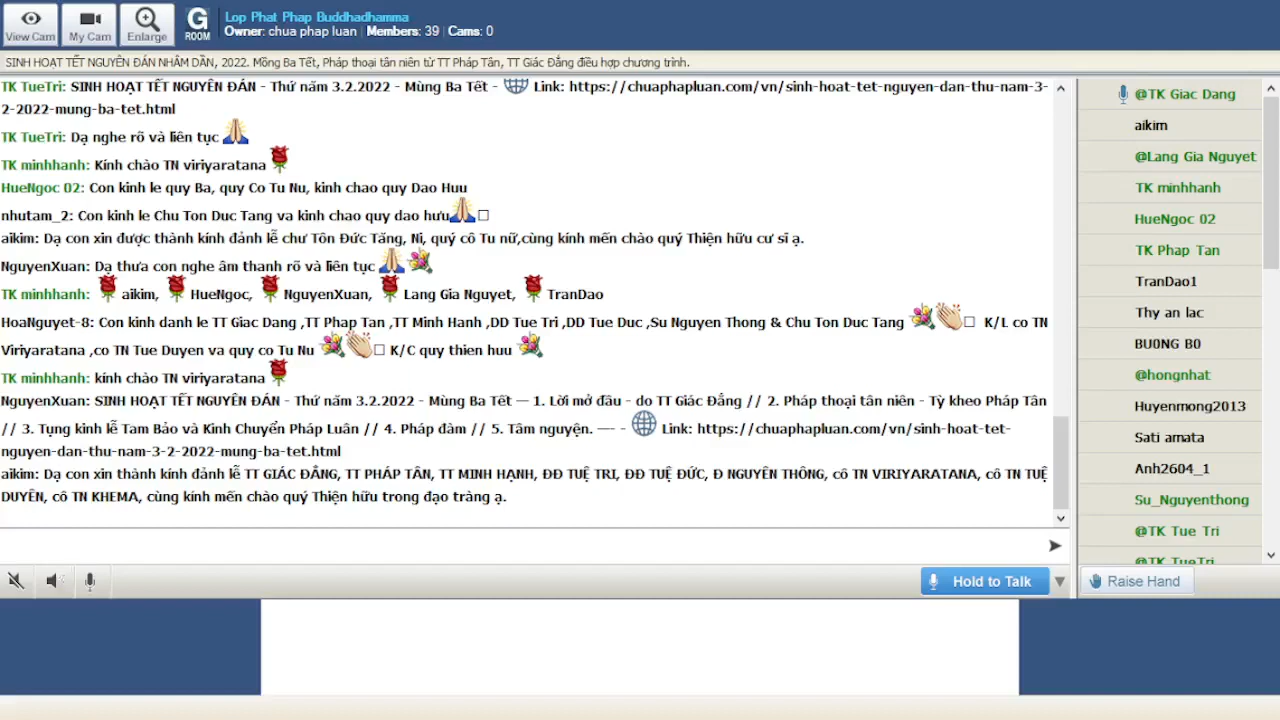 Lop Phat Phap Buddhadhamma
View Cam My Cam Enlarge G ROOM Owner: chua phap luan | Members: 39 | Cams: 0
SINH HOẠT TẾT NGUYÊN ĐÁN NHÂM DẦN, 2022. Mồng Ba Tết, Pháp thoại tân niên từ TT Pháp Tân, TT Giác Đẳng điều hợp chương trình.
TK TueTri: SINH HOẠT TẾT NGUYÊN ĐÁN - Thứ năm 3.2.2022 - Mùng Ba Tết - Link: https://chuaphapluan.com/vn/sinh-hoat-tet-nguyen-dan-thu-nam-3-
2-2022-mung-ba-tet.html
TK TueTri: Dạ nghe rõ và liên tục
TK minhhanh: Kính chào TN viriyaratana
HueNgoc 02: Con kinh le quy Ba, quy Co Tu Nu, kinh chao quy Dao Huu
nhutam_2: Con kinh le Chu Ton Duc Tang va kinh chao quy dao hưu
aikim: Dạ con xin được thành kính đảnh lễ chư Tôn Đức Tăng, Ni, quý cô Tu nữ,cùng kính mến chào quý Thiện hữu cư sĩ ạ.
NguyenXuan: Dạ thưa con nghe âm thanh rõ và liên tục
TK minhhanh: aikim, HueNgoc, NguyenXuan, Lang Gia Nguyet, TranDao
HoaNguyet-8: Con kinh danh le TT Giac Dang ,TT Phap Tan ,TT Minh Hanh ,DD Tue Tri ,DD Tue Duc ,Su Nguyen Thong & Chu Ton Duc Tang K/L co TN
Viriyaratana ,co TN Tue Duyen va quy co Tu Nu K/C quy thien huu
TK minhhanh: kính chào TN viriyaratana
NguyenXuan: SINH HOẠT TẾT NGUYÊN ĐÁN - Thứ năm 3.2.2022 - Mùng Ba Tết — 1. Lời mở đầu - do TT Giác Đẳng // 2. Pháp thoại tân niên - Tỳ kheo Pháp Tân
// 3. Tụng kinh lễ Tam Bảo và Kinh Chuyển Pháp Luân // 4. Pháp đàm // 5. Tâm nguyện. —- - Link: https://chuaphapluan.com/vn/sinh-hoat-tet-
nguyen-dan-thu-nam-3-2-2022-mung-ba-tet.html
aikim: Dạ con xin thành kính đảnh lễ TT GIÁC ĐẲNG, TT PHÁP TÂN, TT MINH HẠNH, ĐĐ TUỆ TRI, ĐĐ TUỆ ĐỨC, Đ NGUYÊN THÔNG, cô TN VIRIYARATANA, cô TN TUỆ
DUYÊN, cô TN KHEMA, cùng kính mến chào quý Thiện hữu trong đạo tràng ạ.
@TK Giac Dang
aikim
@Lang Gia Nguyet
TK minhhanh
HueNgoc 02
TK Phap Tan
TranDao1
Thy an lac
BU0NG B0
@hongnhat
Huyenmong2013
Sati amata
Anh2604_1
Su_Nguyenthong
@TK Tue Tri
@TK TueTri
Hold to Talk
Raise Hand